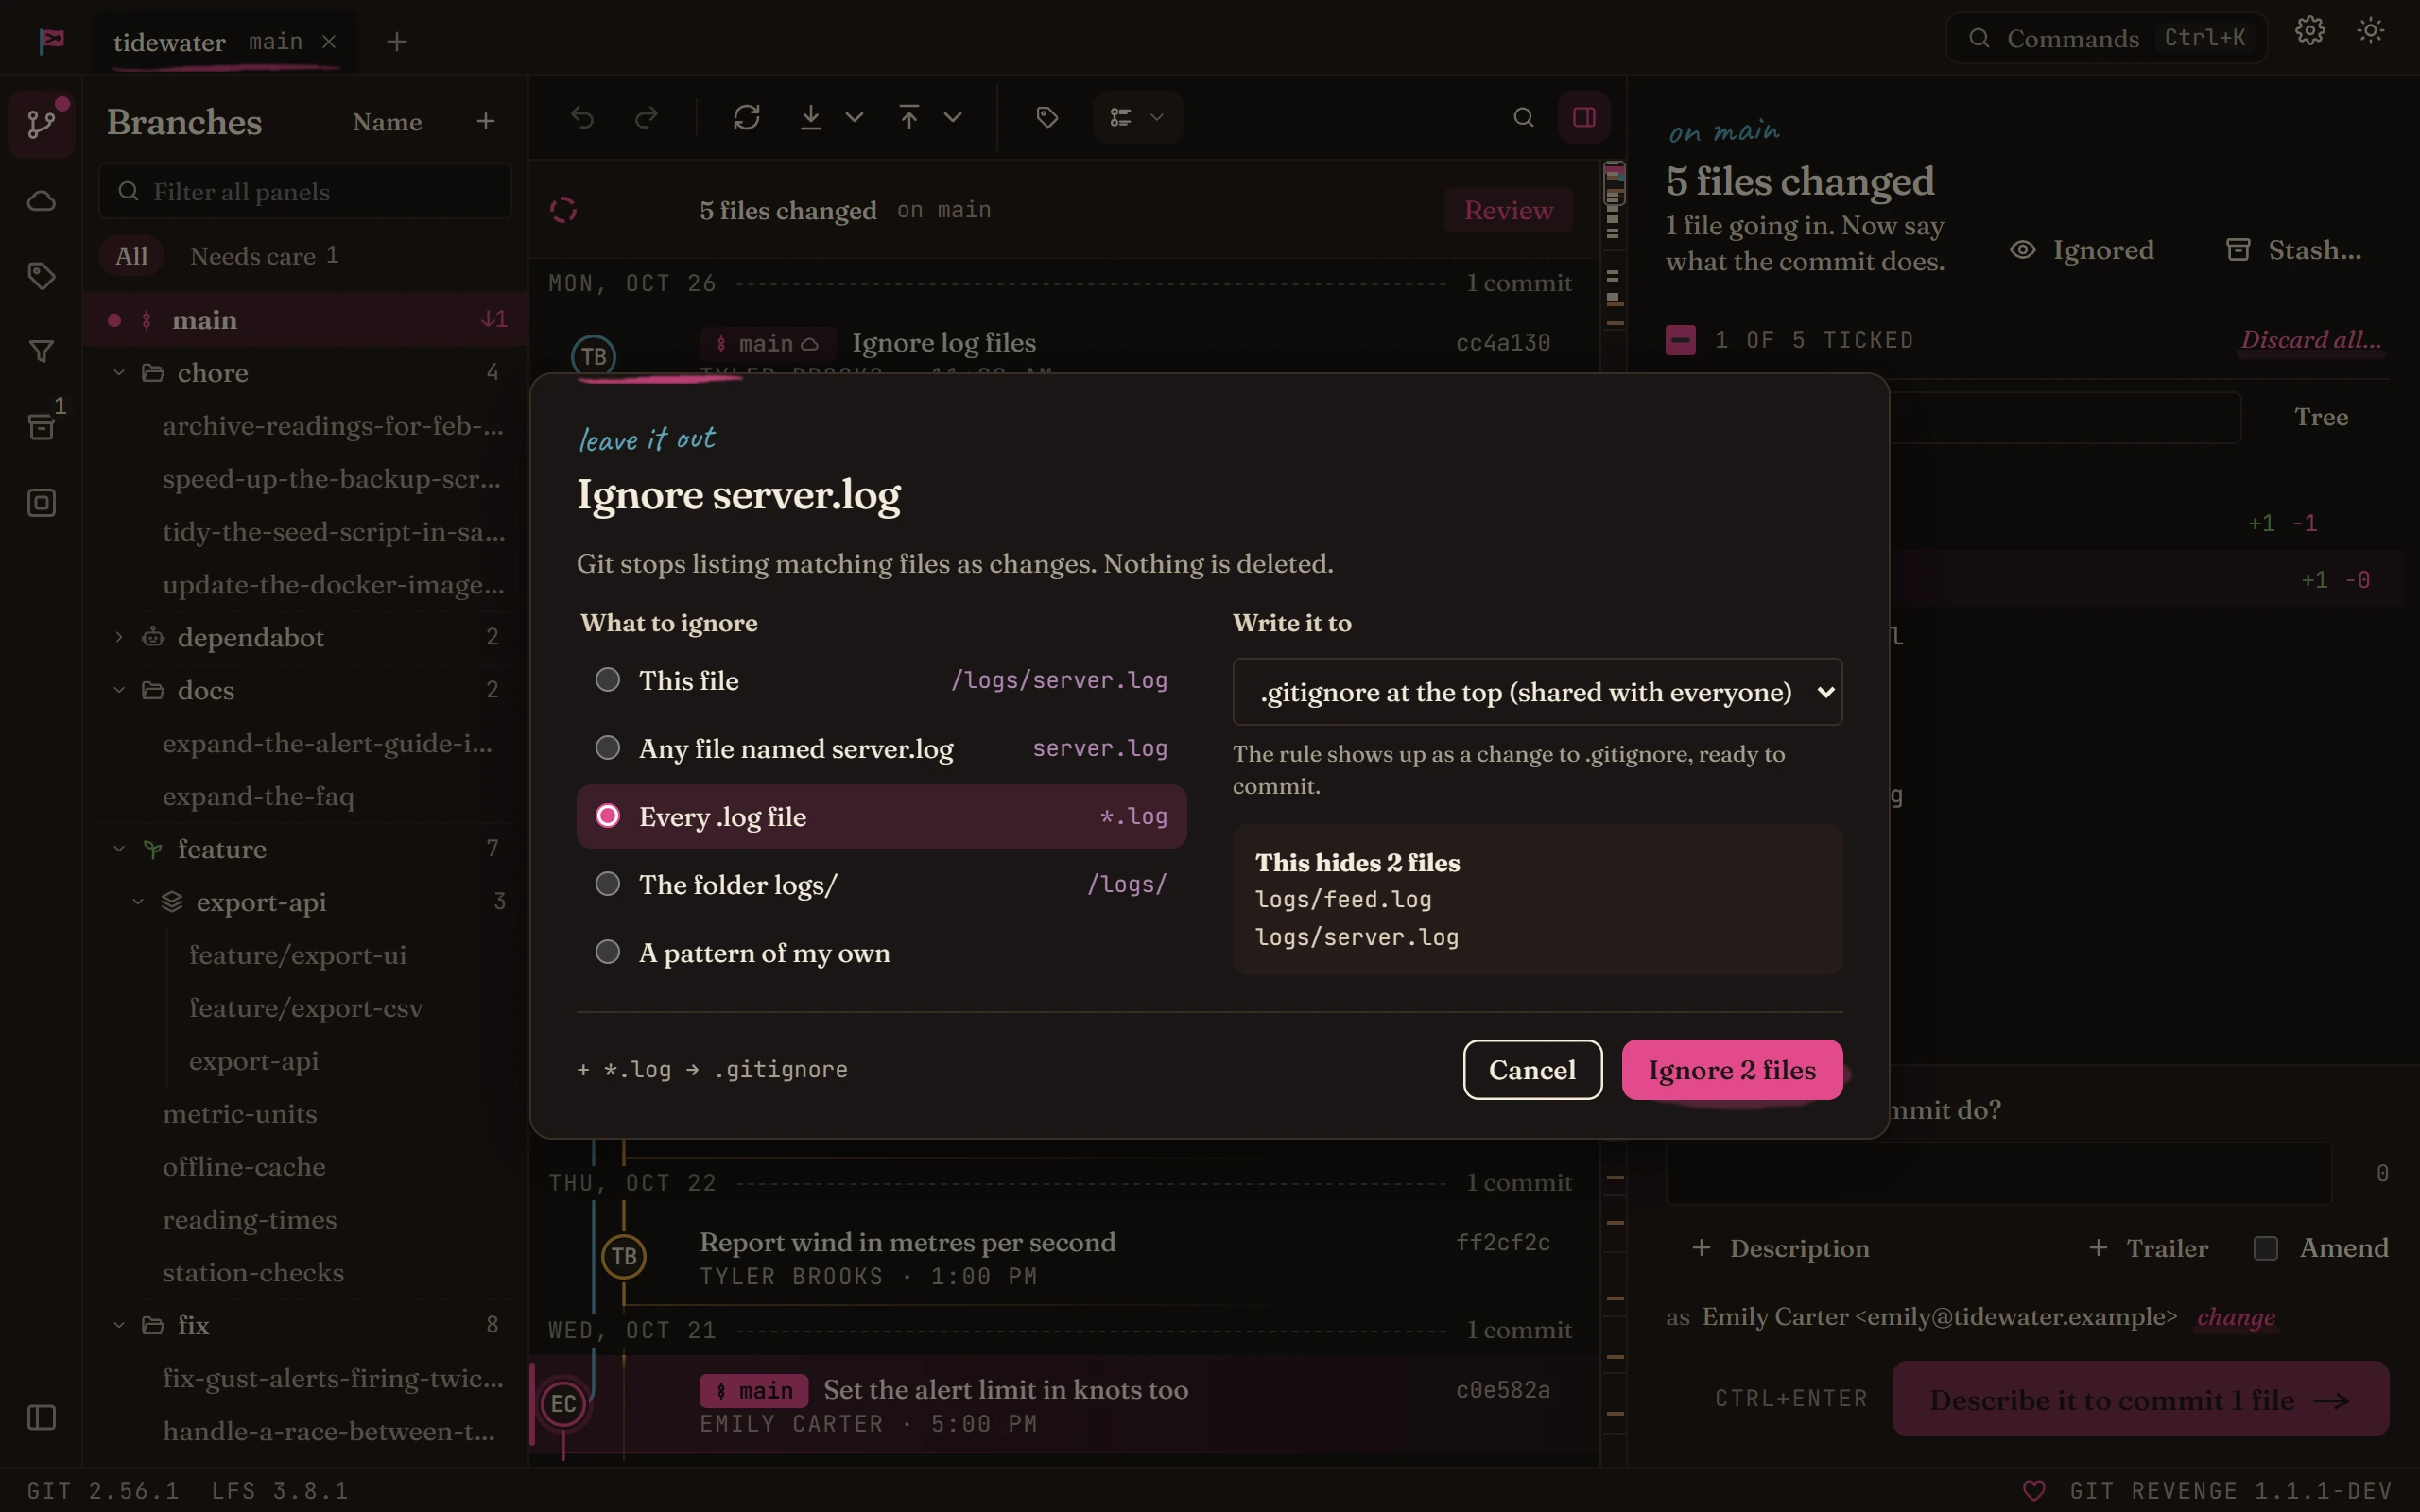 tidewater main
Commands Ctrl+K
Branches Name
Filter all panels
All Needs care 1
main ↓1
chore 4
archive-readings-for-feb-...
speed-up-the-backup-scr...
tidy-the-seed-script-in-sa...
update-the-docker-image...
dependabot 2
docs 2
expand-the-alert-guide-i...
expand-the-faq
feature 7
export-api 3
feature/export-ui
feature/export-csv
export-api
metric-units
offline-cache
reading-times
station-checks
fix 8
fix-gust-alerts-firing-twic...
handle-a-race-between-t...
1
5 files changed on main
Review
MON, OCT 26 1 commit
TB main Ignore log files cc4a130
TYLER BROOKS · 11:00 AM
leave it out
Ignore server.log
Git stops listing matching files as changes. Nothing is deleted.
What to ignore
This file /logs/server.log
Any file named server.log server.log
Every .log file *.log
The folder logs/ /logs/
A pattern of my own
Write it to
.gitignore at the top (shared with everyone)
The rule shows up as a change to .gitignore, ready to
commit.
This hides 2 files
logs/feed.log
logs/server.log
+ *.log → .gitignore
Cancel
Ignore 2 files
THU, OCT 22 1 commit
TB Report wind in metres per second ff2cf2c
TYLER BROOKS · 1:00 PM
WED, OCT 21 1 commit
EC main Set the alert limit in knots too c0e582a
EMILY CARTER · 5:00 PM
on main
5 files changed
1 file going in. Now say
what the commit does.
Ignored
Stash...
1 OF 5 TICKED
Discard all...
Tree
+1 -1
+1 -0
l
g
mmit do?
0
+ Description
+ Trailer
Amend
as Emily Carter <emily@tidewater.example> change
CTRL+ENTER
Describe it to commit 1 file →
GIT 2.56.1 LFS 3.8.1
GIT REVENGE 1.1.1-DEV